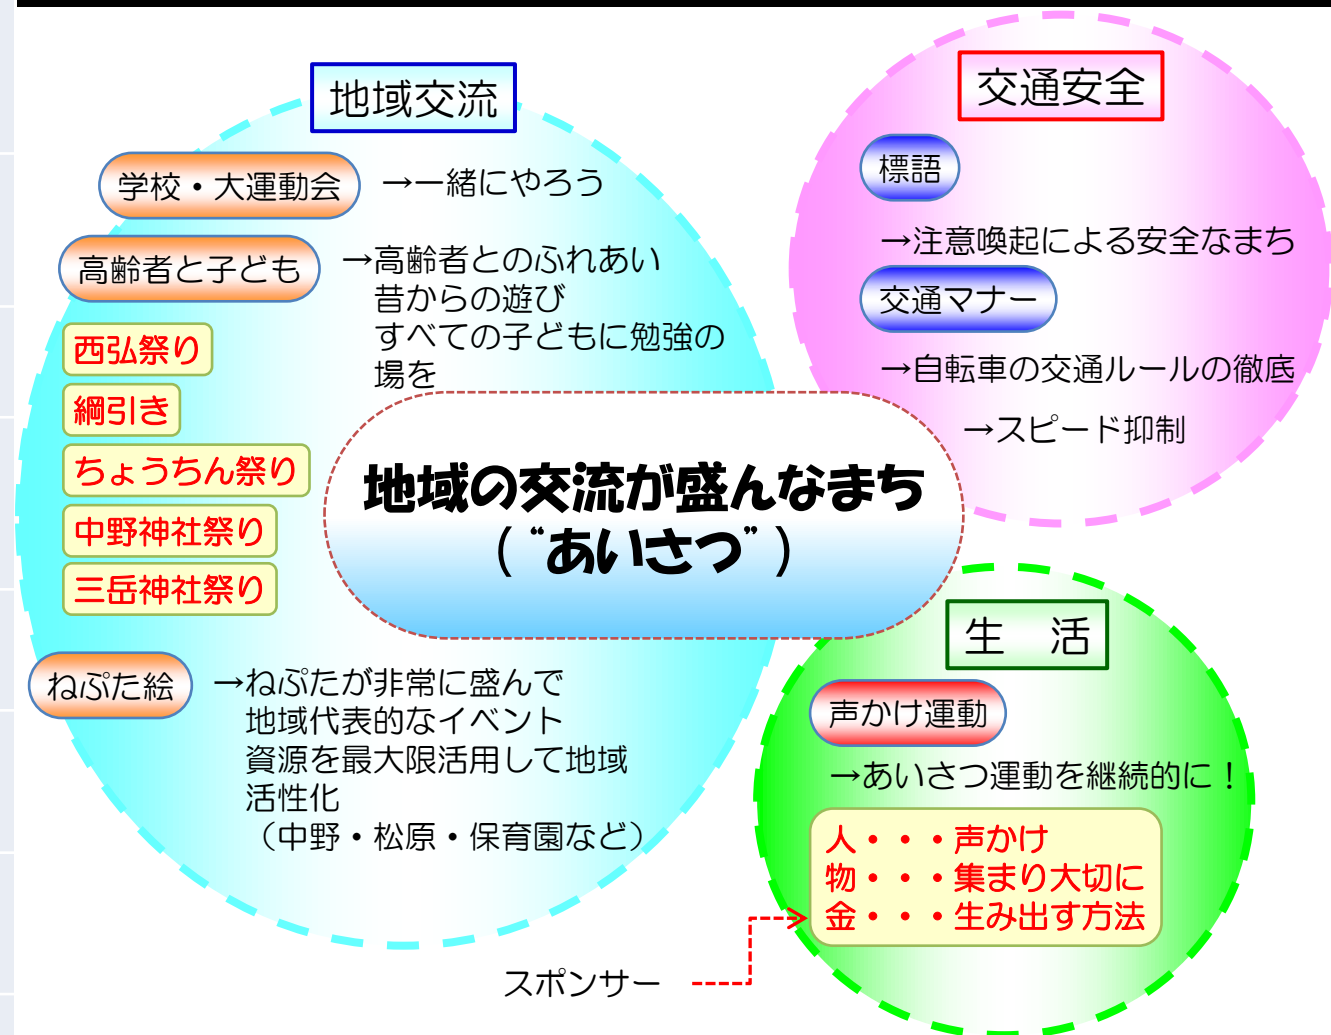 地域交流
学校・大運動会
→一緒にやろう
高齢者と子ども
→高齢者とのふれあい
昔からの遊び
すべての子どもに勉強の
場を
西弘祭り
綱引き
ちょうちん祭り
中野神社祭り
三岳神社祭り
ねぷた絵
→ねぷたが非常に盛んで
地域代表的なイベント
資源を最大限活用して地域
活性化
（中野・松原・保育園など）
地域の交流が盛んなまち
(“あいさつ”)
交通安全
標語
→注意喚起による安全なまち
交通マナー
→自転車の交通ルールの徹底
→スピード抑制
生　活
声かけ運動
→あいさつ運動を継続的に！
人・・・声かけ
物・・・集まり大切に
金・・・生み出す方法
スポンサー